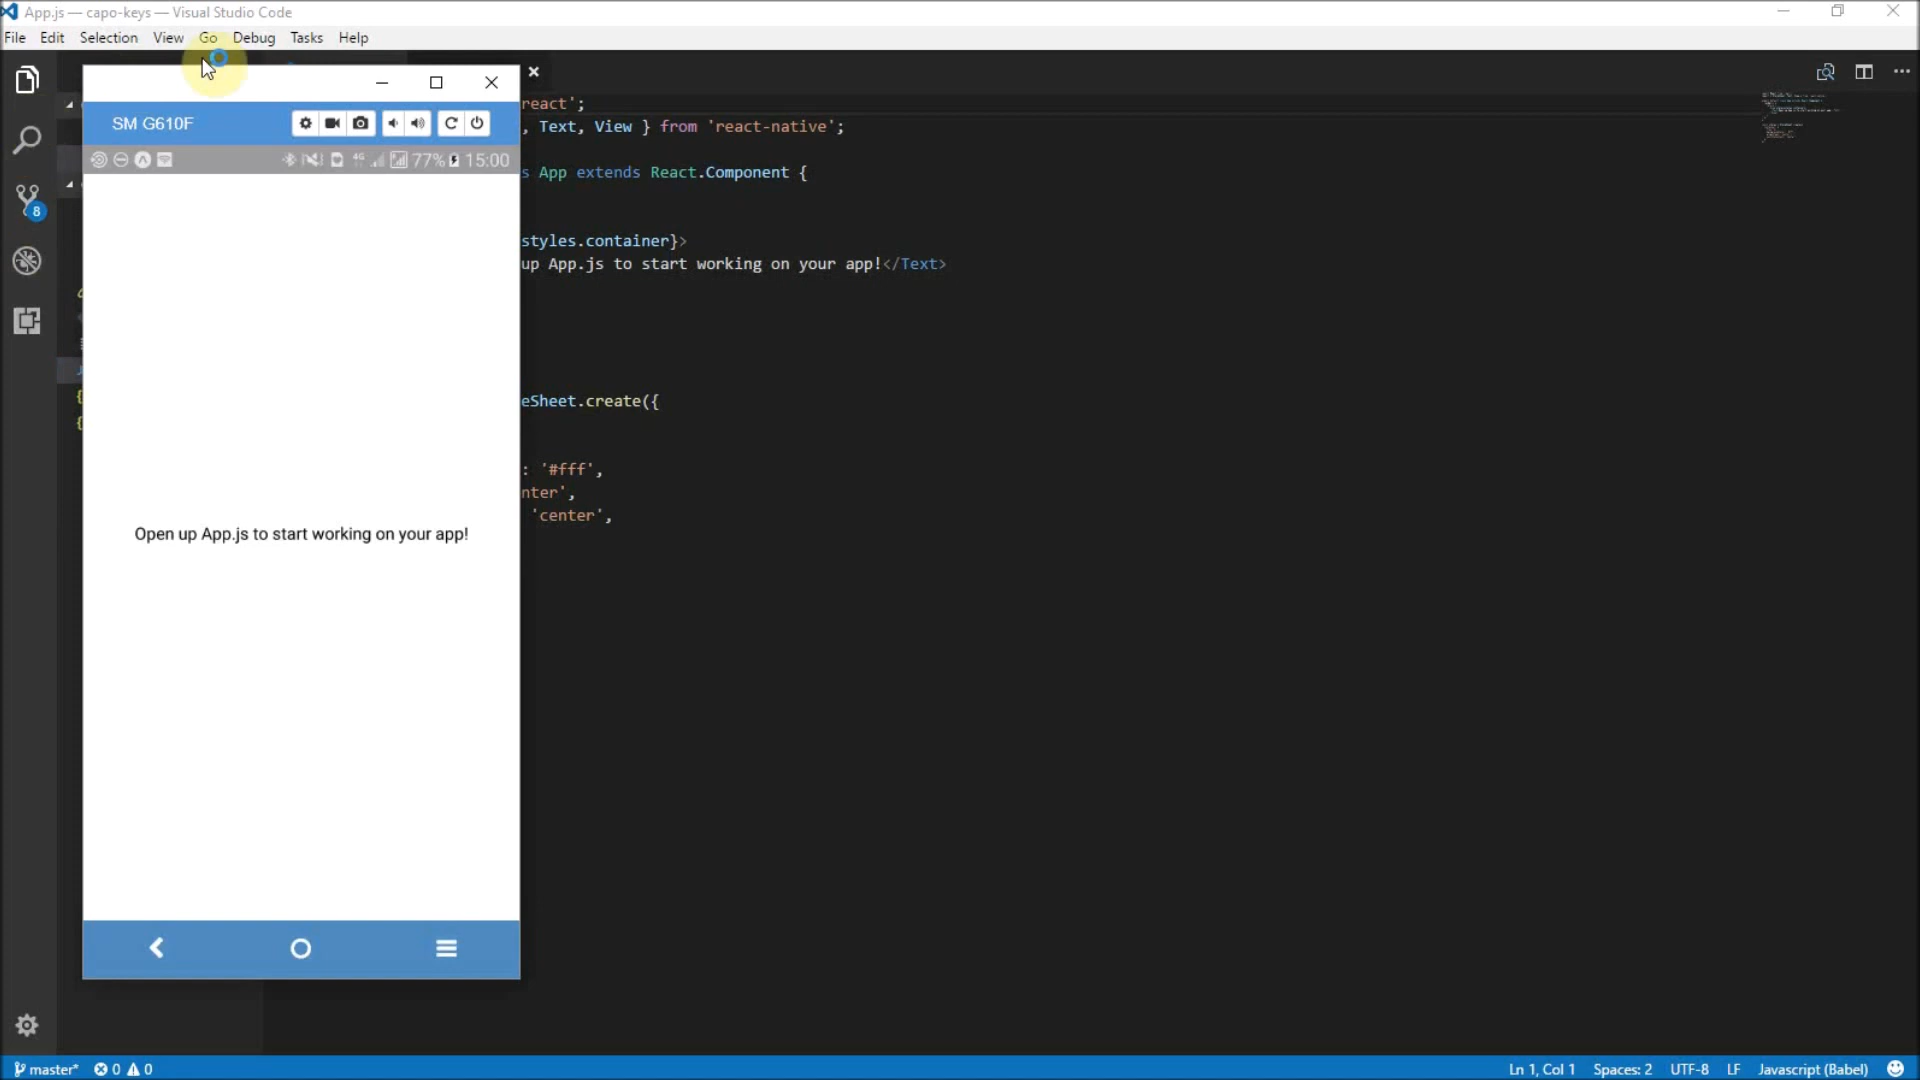 App.js — capo-keys — Visual Studio Code
File Edit Selection View Go Debug Tasks Help
SM G610F
4G 77% 15:00
react';
, Text, View } from 'react-native';
s App extends React.Component {
styles.container}>
up App.js to start working on your app!</Text>
eSheet.create({
: '#fff',
nter',
'center',
8
{
{
Open up App.js to start working on your app!
master* 0 0 Ln 1, Col 1 Spaces: 2 UTF-8 LF Javascript (Babel)